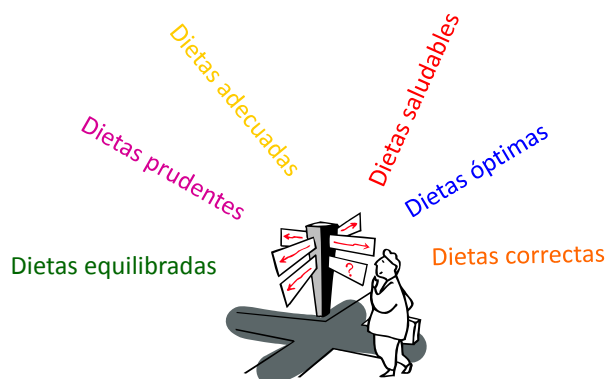 Dietas equilibradas
Dietas prudentes
Dietas adecuadas
Dietas saludables
Dietas óptimas
Dietas correctas
?